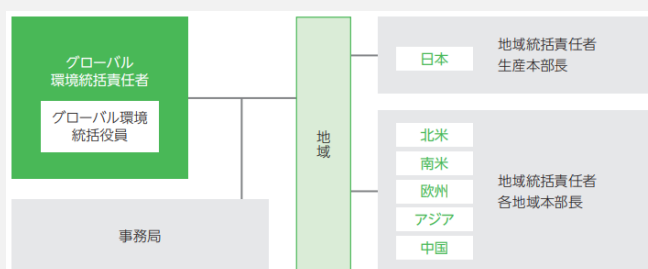 グローバル
環境統括責任者
グローバル環境
統括役員
事務局
地域
日本
地域統括責任者
生産本部長
北米
南米
欧州
アジア
中国
地域統括責任者
各地域本部長